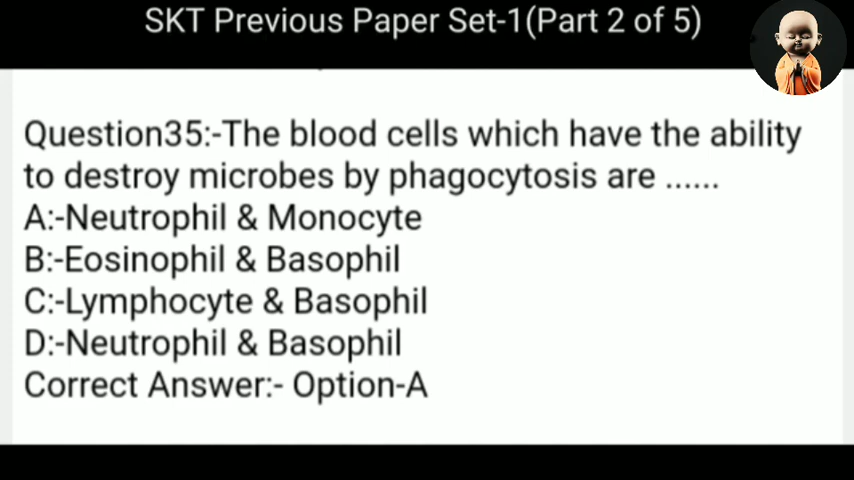 SKT Previous Paper Set-1(Part 2 of 5)
Question35:-The blood cells which have the ability
to destroy microbes by phagocytosis are ......
A:-Neutrophil & Monocyte
B:-Eosinophil & Basophil
C:-Lymphocyte & Basophil
D:-Neutrophil & Basophil
Correct Answer:- Option-A